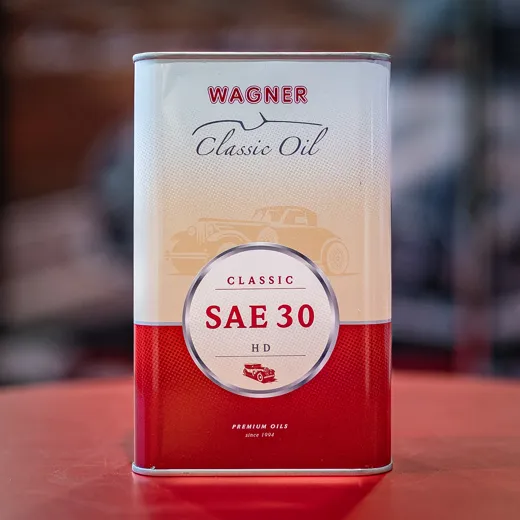 WAGNER
Classic Oil
CLASSIC
SAE 30
HD
PREMIUM OILS
since 1994